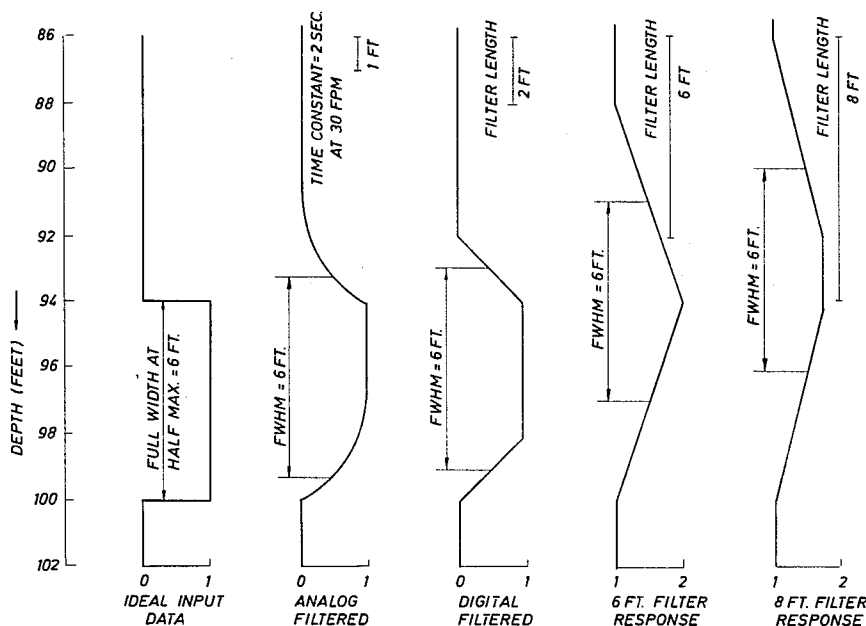 86
88
90
92
94
96
98
100
102
DEPTH (FEET)
FULL WIDTH AT
HALF MAX. = 6 FT.
0 1
IDEAL INPUT
DATA
TIME CONSTANT = 2 SEC.
AT 30 FPM
1 FT
FWHM = 6 FT.
0 1
ANALOG
FILTERED
FILTER LENGTH
2 FT
FWHM = 6 FT.
0 1
DIGITAL
FILTERED
FILTER LENGTH
6 FT
FWHM = 6 FT.
1 2
6 FT. FILTER
RESPONSE
FILTER LENGTH
8 FT
FWHM = 6 FT.
1 2
8 FT. FILTER
RESPONSE